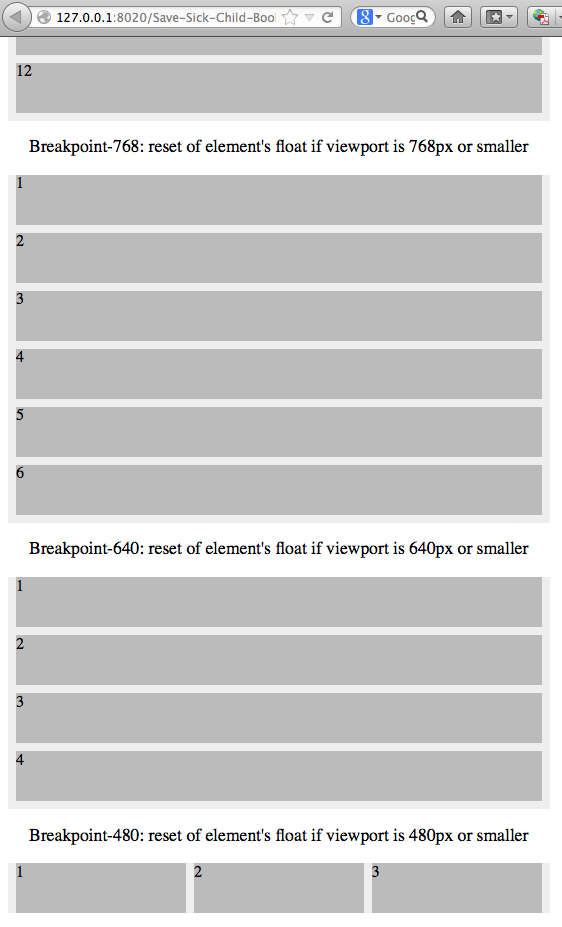 127.0.0.1:8020/Save-Sick-Child-Boo
Goog
12
Breakpoint-768: reset of element's float if viewport is 768px or smaller
1
2
3
4
5
6
Breakpoint-640: reset of element's float if viewport is 640px or smaller
1
2
3
4
Breakpoint-480: reset of element's float if viewport is 480px or smaller
1 2 3